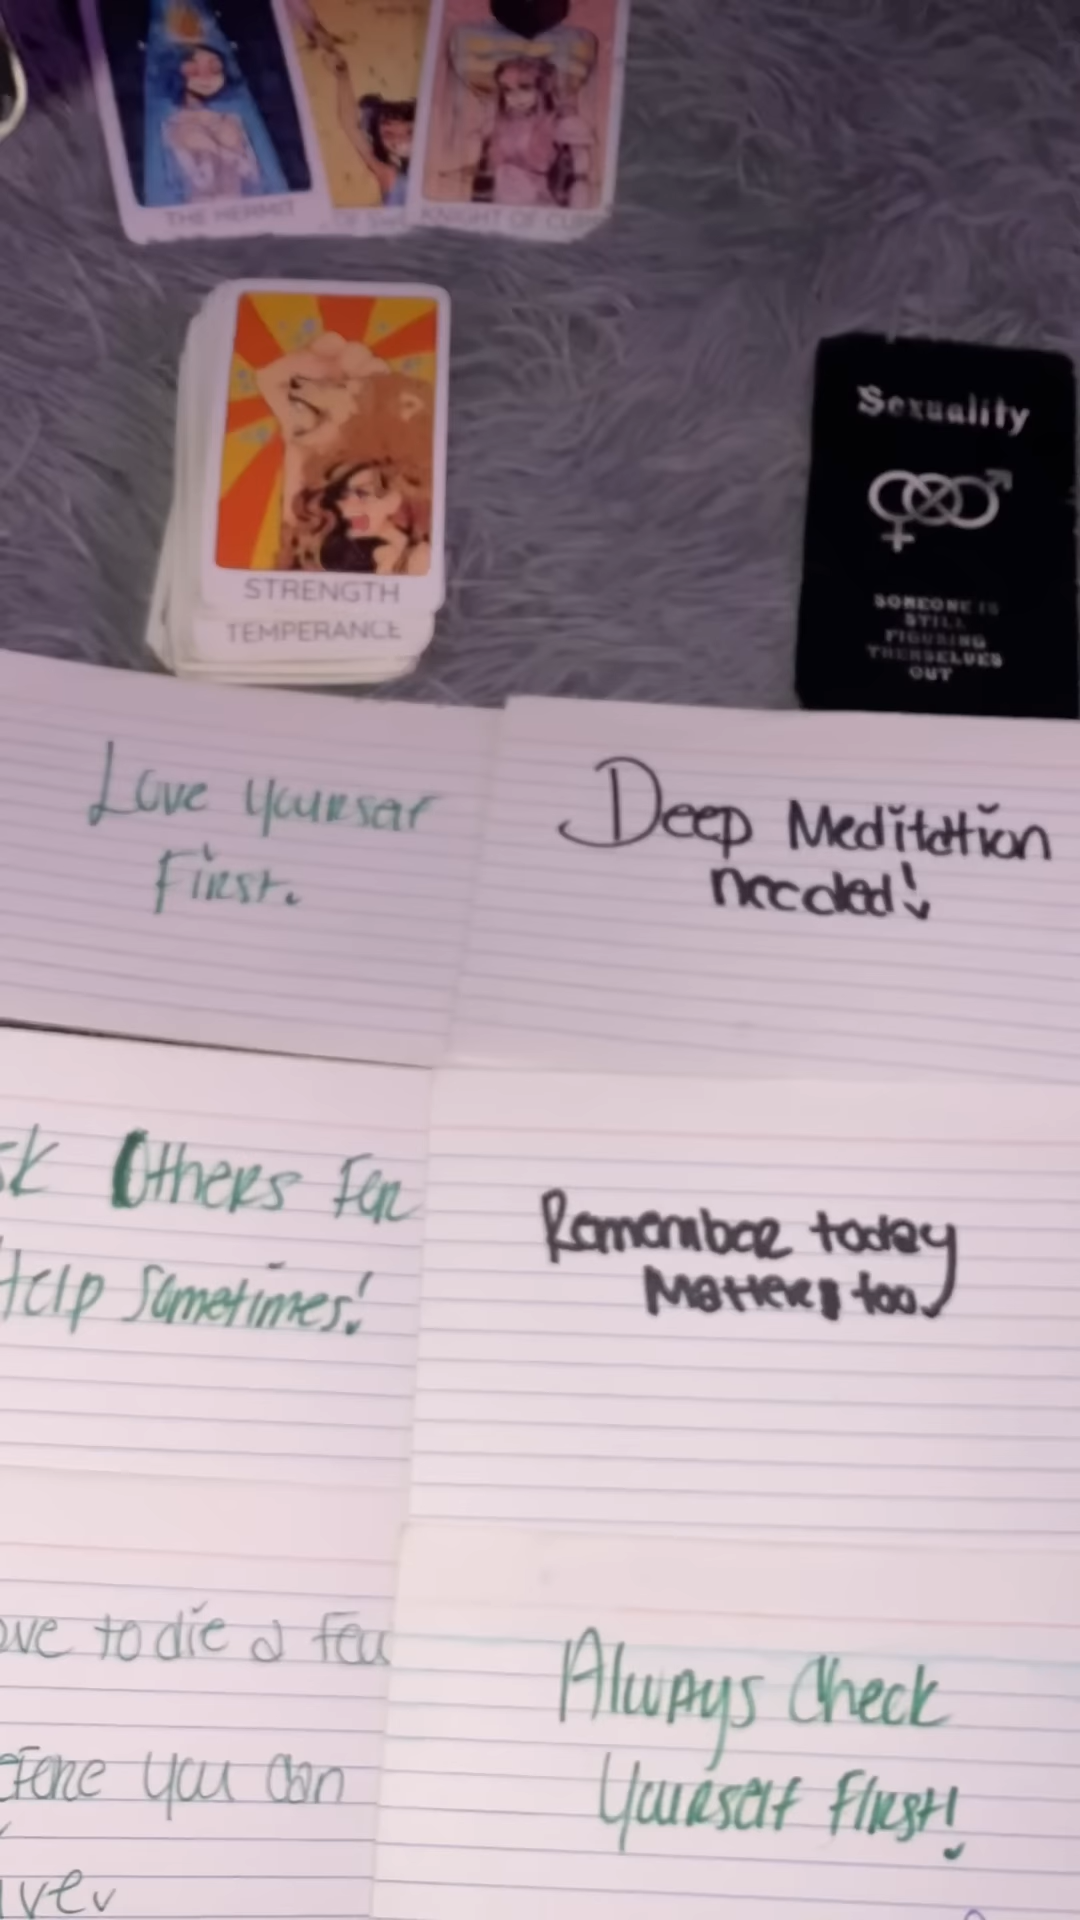 THE HERMIT
OF
KNIGHT OF CUPS
STRENGTH
TEMPERANCE
Sexuality
SOMEONE IS
STILL
FIGURING
THEMSELVES
OUT
Love Yourself
First.
Deep Meditation
needed!
Others For
Help Sometimes!
Remember today
Matters too
to die a few
you can
Always Check
Yourself First!